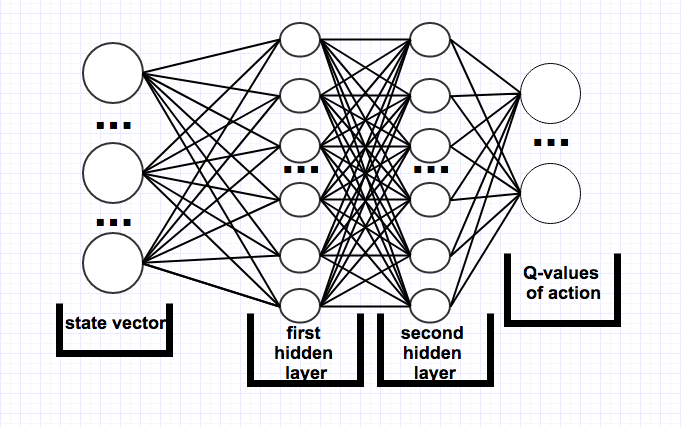 state vector
first
hidden
layer
second
hidden
layer
Q-values
of action